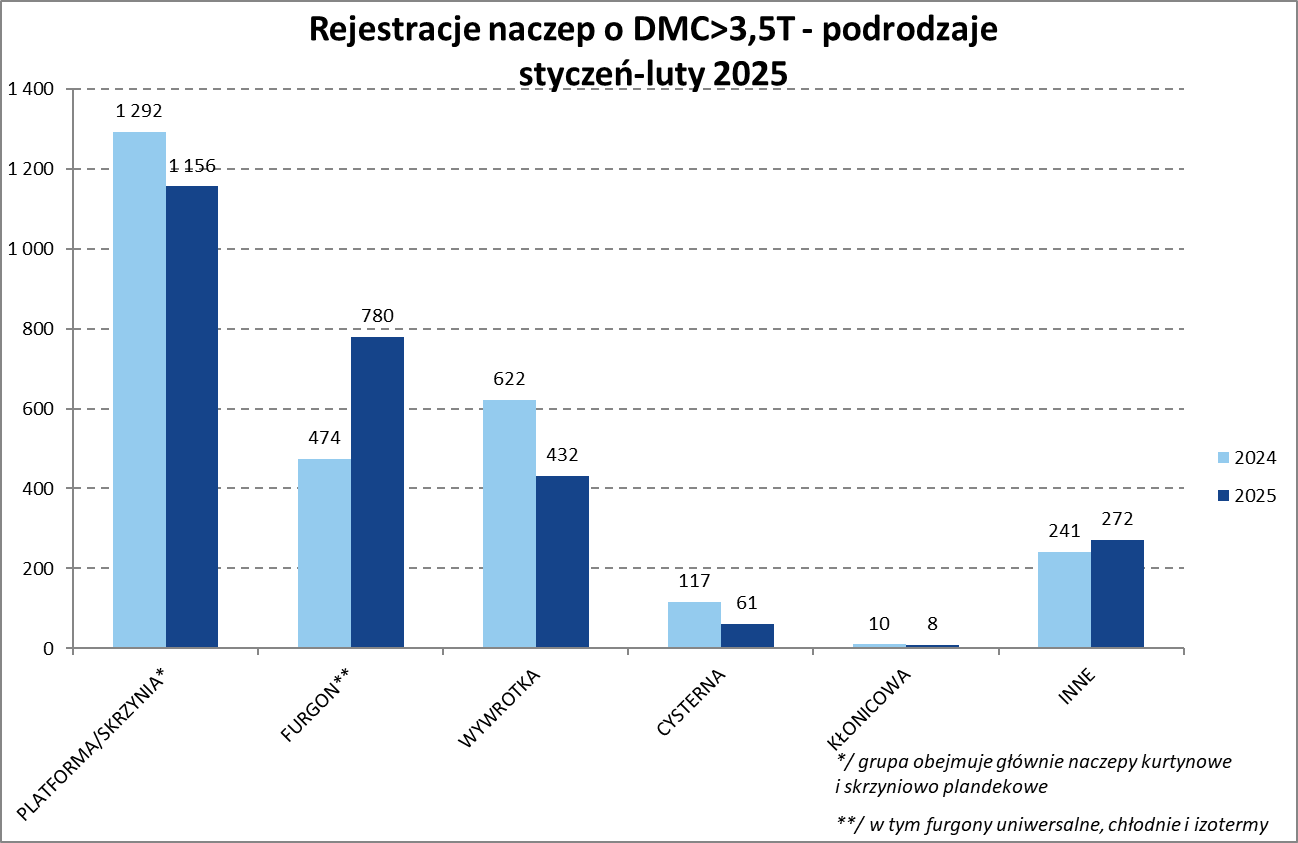 Rejestracje naczep o DMC>3,5T - podrodzaje
styczeń-luty 2025
1 400
1 200
1 000
800
600
400
200
0
1 292
1 156
474
780
622
432
117
61
10
8
241
272
2024
2025
PLATFORMA/SKRZYNIA*
FURGON**
WYWROTKA
CYSTERNA
KŁONICOWA
INNE
*/ grupa obejmuje głównie naczepy kurtynowe
i skrzyniowo plandekowe
**/ w tym furgony uniwersalne, chłodnie i izotermy